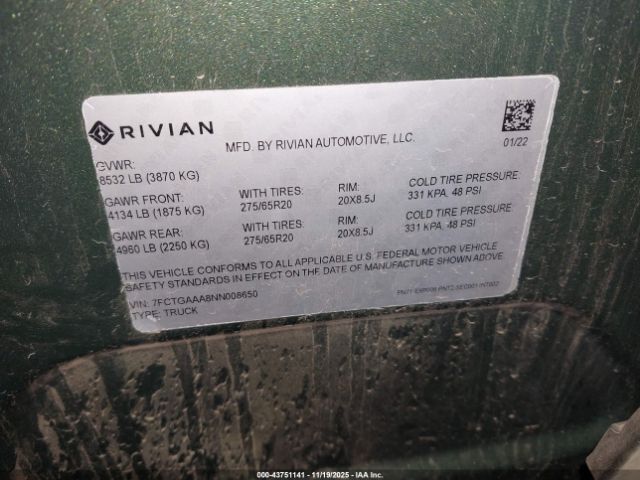 RIVIAN
MFD. BY RIVIAN AUTOMOTIVE, LLC.
01/22
GVWR:
8532 LB (3870 KG)
GAWR FRONT: WITH TIRES: RIM: COLD TIRE PRESSURE:
4134 LB (1875 KG) 275/65R20 20X8.5J 331 KPA, 48 PSI
GAWR REAR: WITH TIRES: RIM: COLD TIRE PRESSURE:
4960 LB (2250 KG) 275/65R20 20X8.5J 331 KPA, 48 PSI
THIS VEHICLE CONFORMS TO ALL APPLICABLE U.S. FEDERAL MOTOR VEHICLE
SAFETY STANDARDS IN EFFECT ON THE DATE OF MANUFACTURE SHOWN ABOVE.
VIN: 7FCTGAAA8NN008650
TYPE: TRUCK
000-43751141 - 11/19/2025 - IAA Corp.